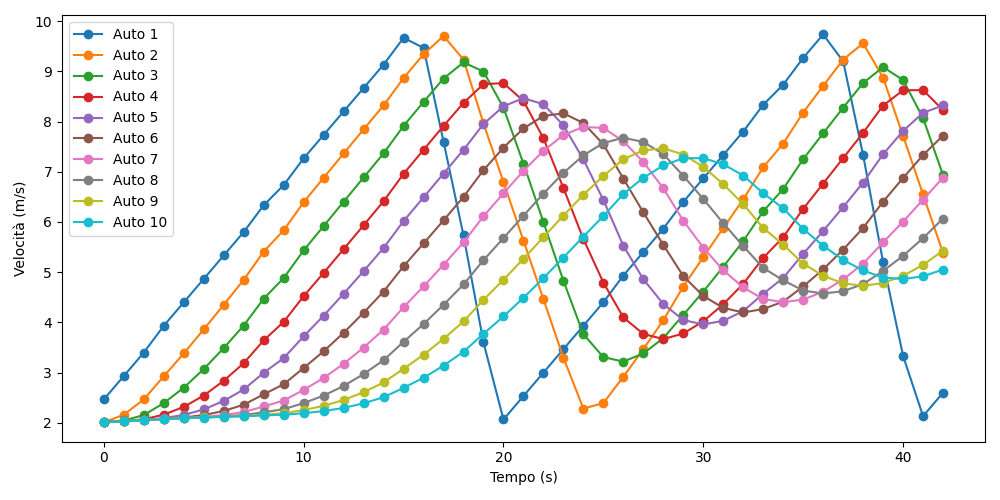 10
9
8
7
6
5
4
3
2
Velocità (m/s)
Auto 1
Auto 2
Auto 3
Auto 4
Auto 5
Auto 6
Auto 7
Auto 8
Auto 9
Auto 10
0 10 20 30 40
Tempo (s)